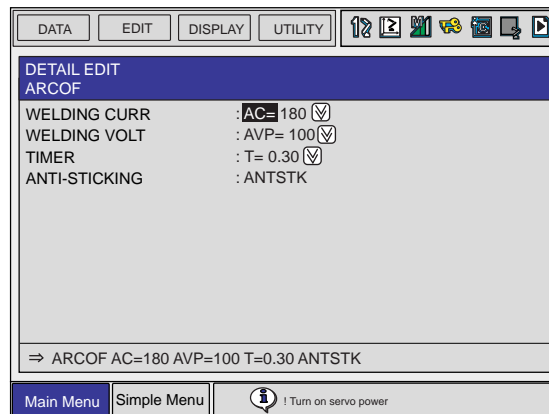 DATA EDIT DISPLAY UTILITY
DETAIL EDIT
ARCOF
WELDING CURR : AC= 180
WELDING VOLT : AVP= 100
TIMER : T= 0.30
ANTI-STICKING : ANTSTK
⇒ ARCOF AC=180 AVP=100 T=0.30 ANTSTK
Main Menu Simple Menu ! Turn on servo power